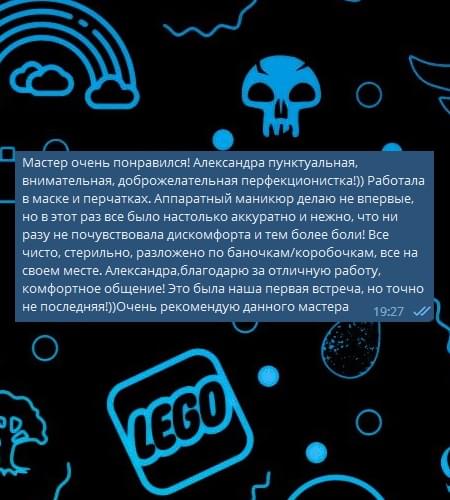 Мастер очень понравился! Александра пунктуальная,
внимательная, доброжелательная перфекционистка!)) Работала
в маске и перчатках. Аппаратный маникюр делаю не впервые,
но в этот раз все было настолько аккуратно и нежно, что ни
разу не почувствовала дискомфорта и тем более боли! Все
чисто, стерильно, разложено по баночкам/коробочкам, все на
своем месте. Александра,благодарю за отличную работу,
комфортное общение! Это была наша первая встреча, но точно
не последняя!))Очень рекомендую данного мастера
19:27
LEGO